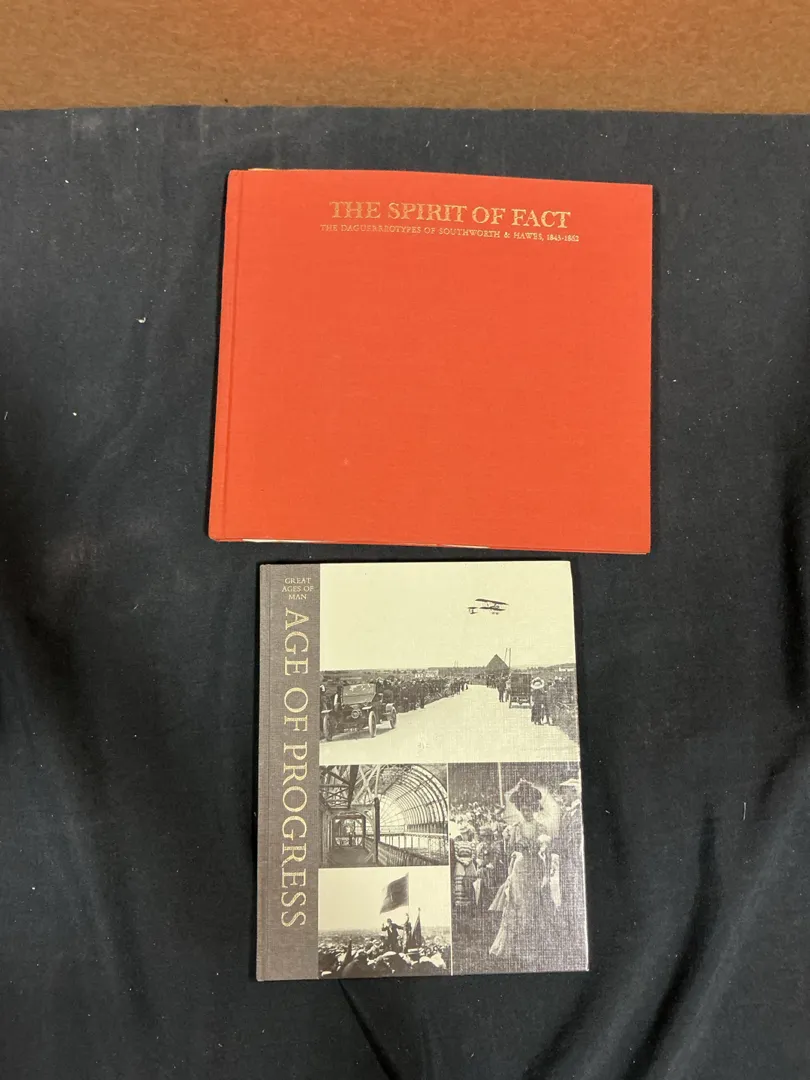 THE SPIRIT OF FACT
THE DAGUERREOTYPES OF SOUTHWORTH & HAWES, 1843-1862
GREAT
AGES OF
MAN
AGE OF PROGRESS